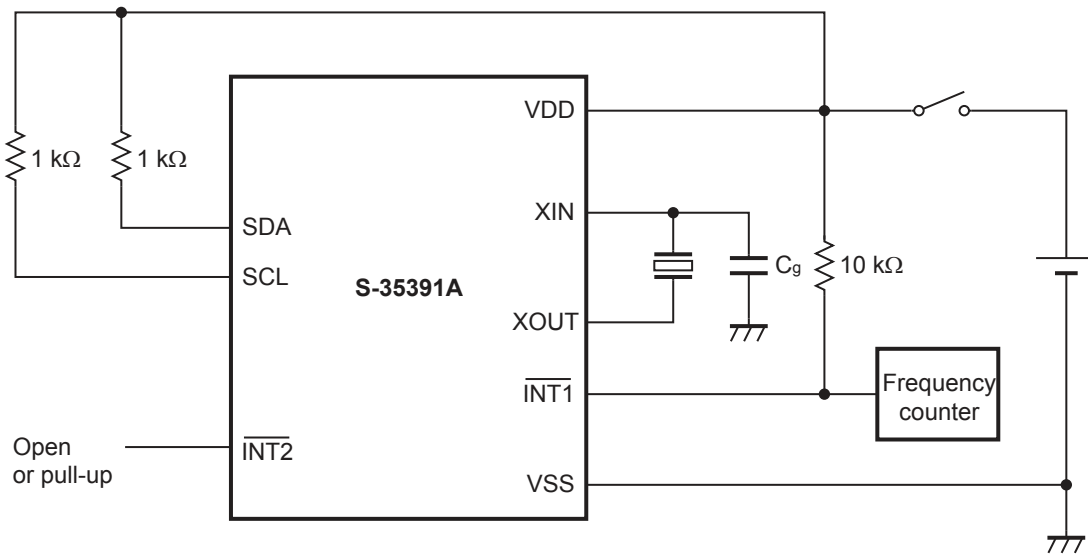 VDD
1 kΩ
1 kΩ
XIN
SDA
SCL
S-35391A
Cg
10 kΩ
XOUT
INT1
Frequency
counter
Open
or pull-up
INT2
VSS